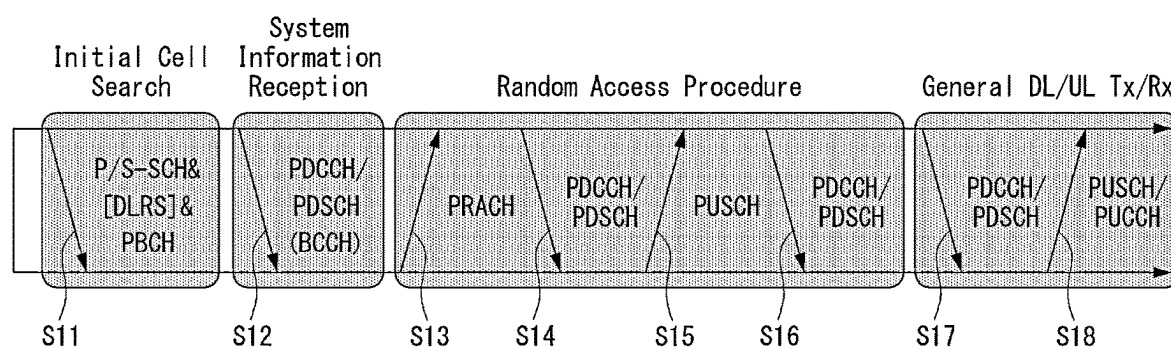 Initial Cell
Search
System
Information
Reception
Random Access Procedure
General DL/UL Tx/Rx
P/S-SCH&
[DLRS]&
PBCH
PDCCH/
PDSCH
(BCCH)
PRACH
PDCCH/
PDSCH
PUSCH
PDCCH/
PDSCH
PDCCH/
PDSCH
PUSCH/
PUCCH
S11
S12
S13
S14
S15
S16
S17
S18